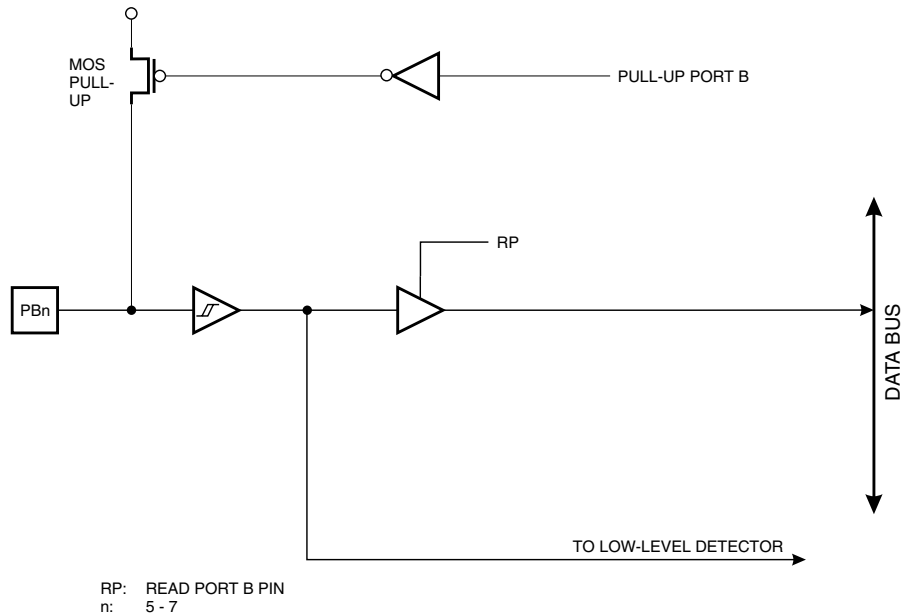 MOS
PULL-
UP
PULL-UP PORT B
RP
PBn
DATA BUS
TO LOW-LEVEL DETECTOR
RP: READ PORT B PIN
n: 5 - 7